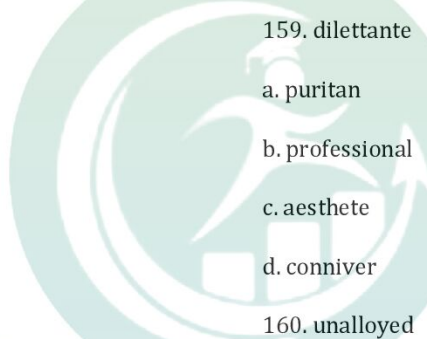 159. dilettante
a. puritan
b. professional
c. aesthete
d. conniver
160. unalloyed